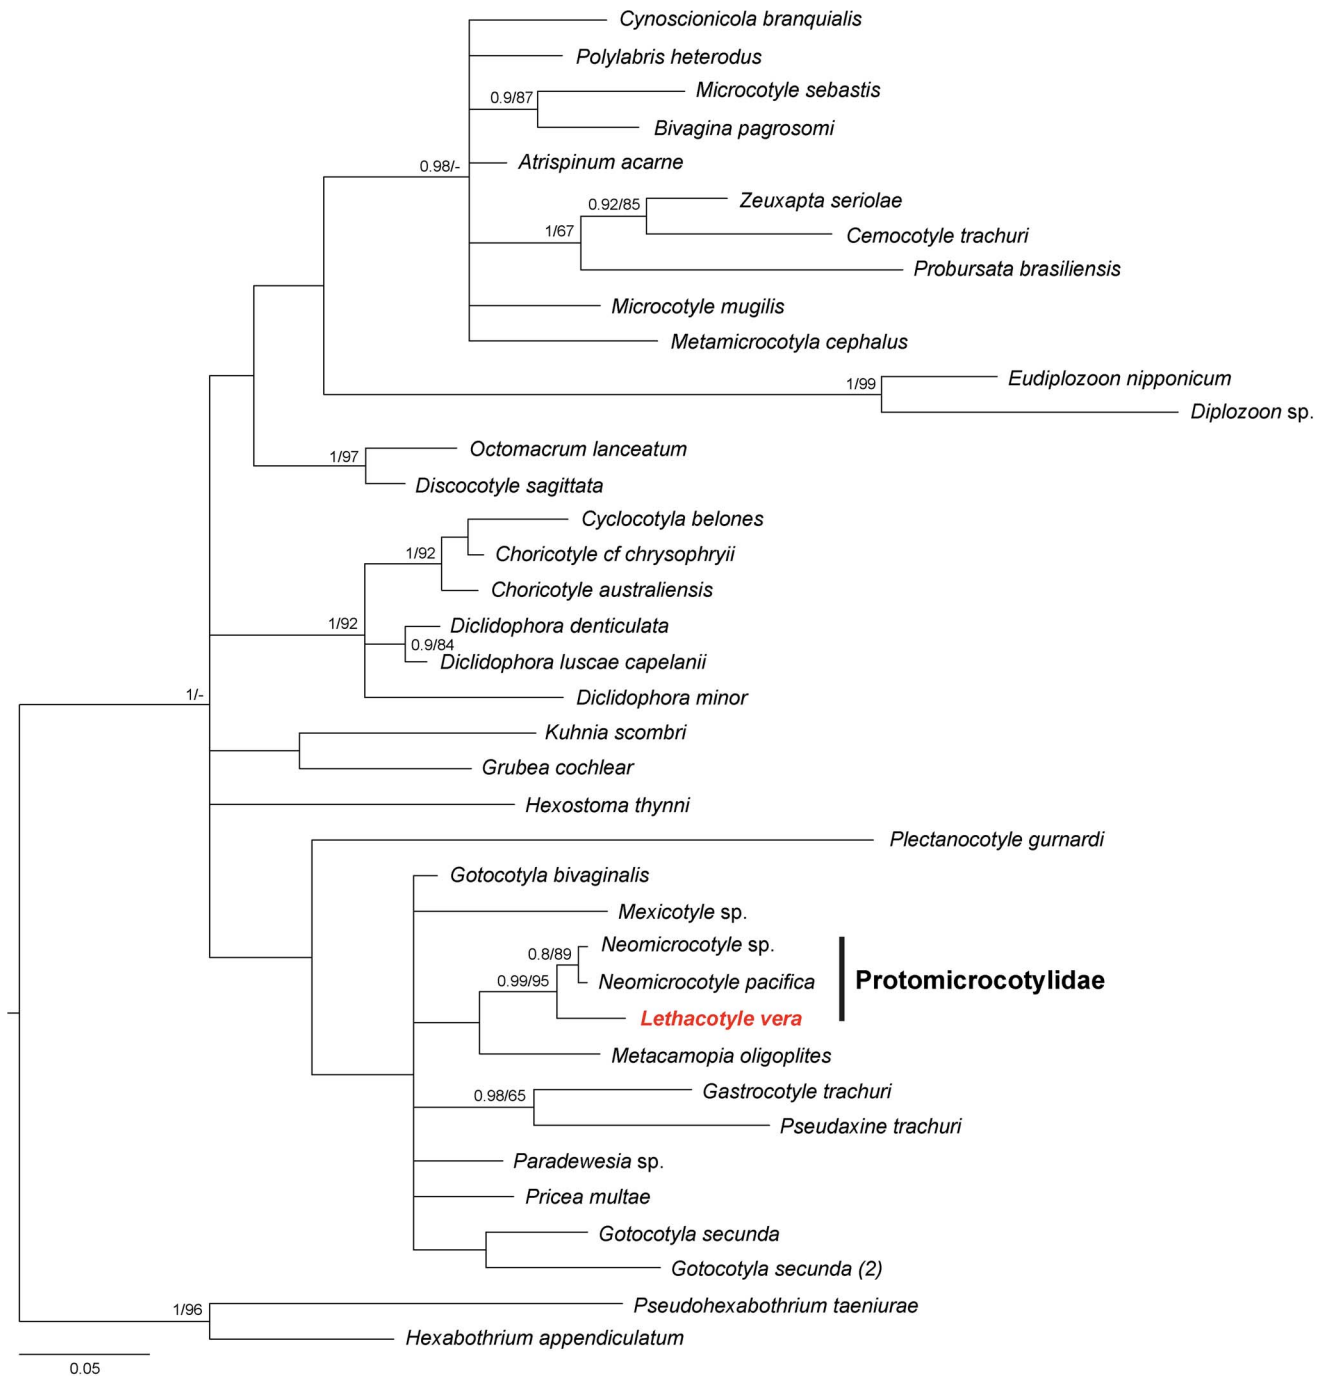 Cynoscionicola branquialis
Polylabris heterodus
0.9/87
Microcotyle sebastis
Bivagina pagrosomi
0.98/-
Atrispinum acarne
0.92/85
Zeuxapta seriolae
1/67
Cemocotyle trachuri
Probursata brasiliensis
Microcotyle mugilis
Metamicrocotyla cephalus
1/99
Eudiplozoon nipponicum
Diplozoon sp.
Octomacrum lanceatum
1/97
Discocotyle sagittata
Cyclocotyla belones
1/92
Choricotyle cf chrysophryii
Choricotyle australiensis
1/92
Diclidophora denticulata
0.9/84
Diclidophora luscae capelanii
Diclidophora minor
1/-
Kuhnia scombri
Grubea cochlear
Hexostoma thynni
Plectanocotyle gurnardi
Gotocotyla bivaginalis
Mexicotyle sp.
0.8/89
Neomicrocotyle sp.
0.99/95
Neomicrocotyle pacifica
Protomicrocotylidae
Lethacotyle vera
Metacamopia oligoplites
0.98/65
Gastrocotyle trachuri
Pseudaxine trachuri
Paradewesia sp.
Pricea multae
Gotocotyla secunda
Gotocotyla secunda (2)
1/96
Pseudohexabothrium taeniurae
Hexabothrium appendiculatum
0.05